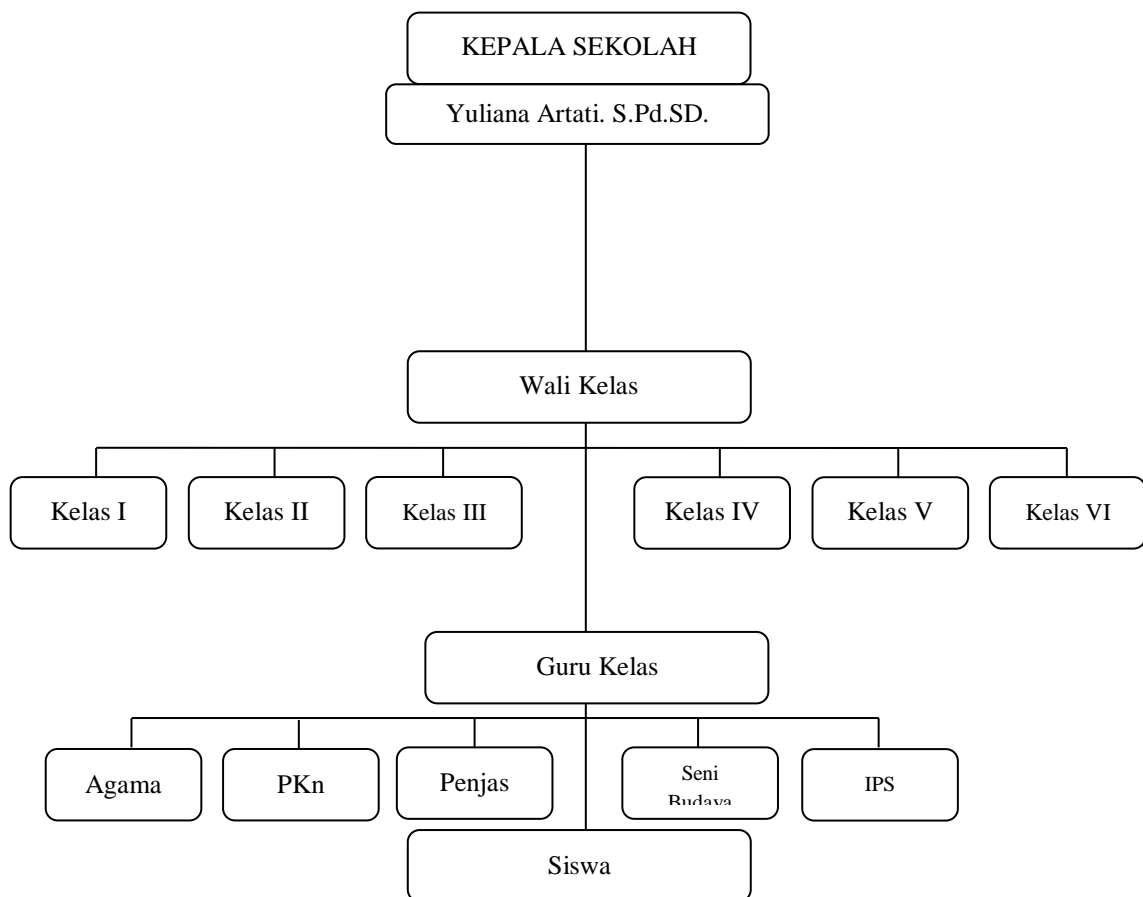 KEPALA SEKOLAH
Yuliana Artati. S.Pd.SD.
Wali Kelas
Kelas I
Kelas II
Kelas III
Kelas IV
Kelas V
Kelas VI
Guru Kelas
Agama
PKn
Penjas
Seni
Budaya
IPS
Siswa